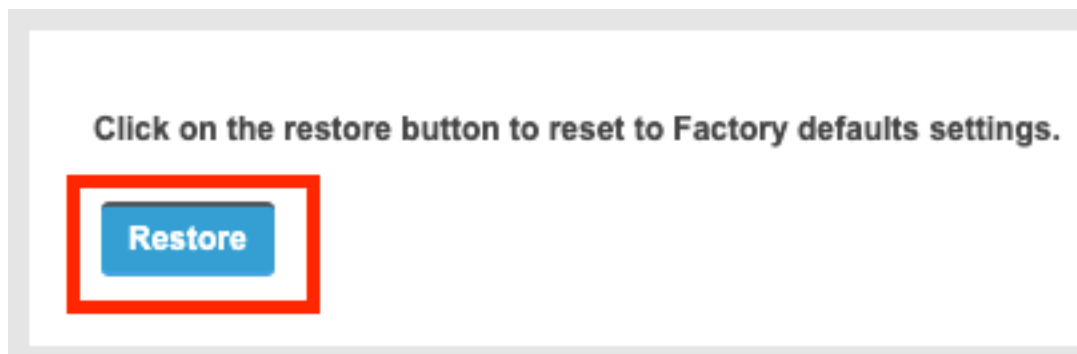 Click on the restore button to reset to Factory defaults settings.
Restore